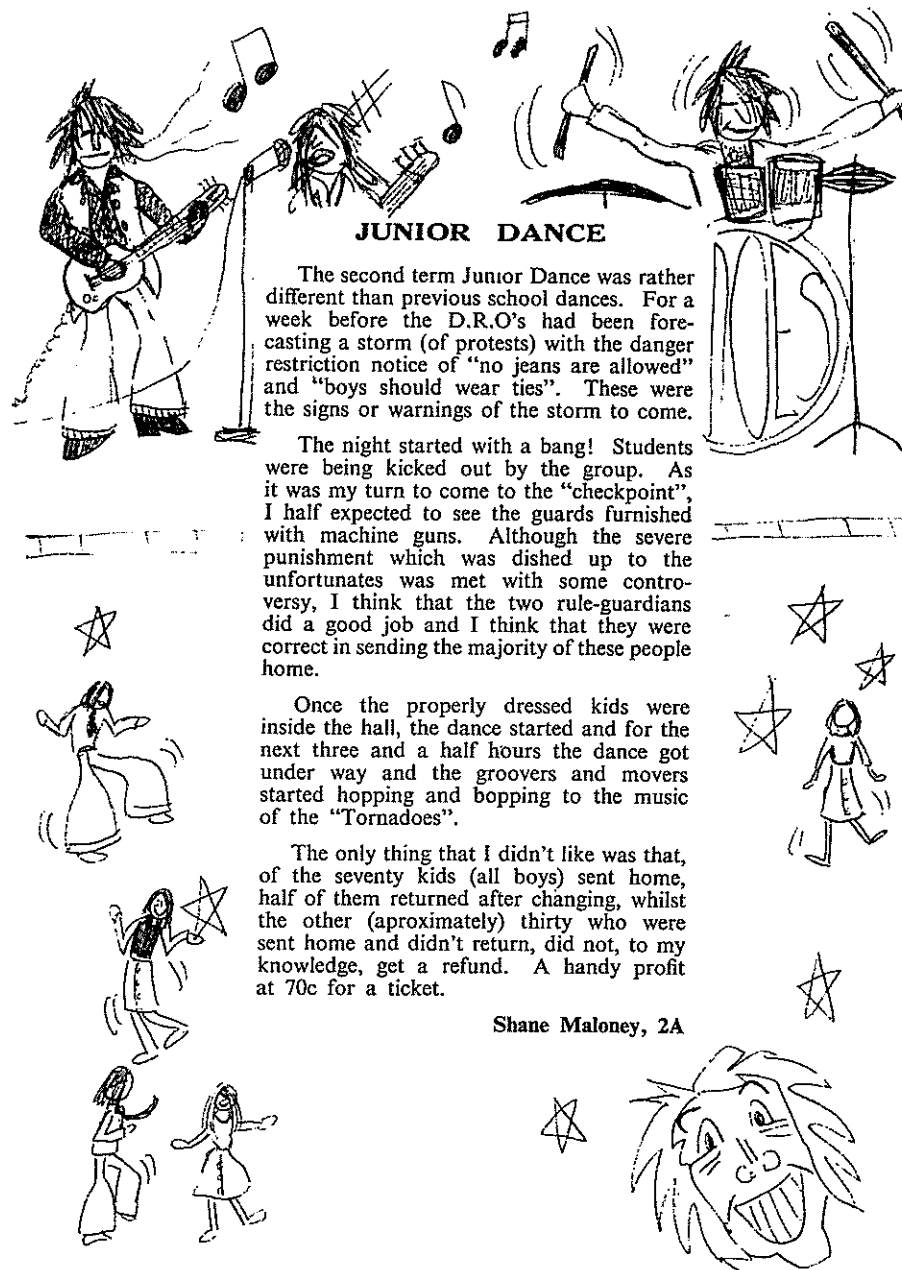 JUNIOR DANCE
The second term Junior Dance was rather
different than previous school dances. For a
week before the D.R.O's had been fore-
casting a storm (of protests) with the danger
restriction notice of "no jeans are allowed"
and "boys should wear ties". These were
the signs or warnings of the storm to come.
The night started with a bang! Students
were being kicked out by the group. As
it was my turn to come to the "checkpoint",
I half expected to see the guards furnished
with machine guns. Although the severe
punishment which was dished up to the
unfortunates was met with some contro-
versy, I think that the two rule-guardians
did a good job and I think that they were
correct in sending the majority of these people
home.
Once the properly dressed kids were
inside the hall, the dance started and for the
next three and a half hours the dance got
under way and the groovers and movers
started hopping and bopping to the music
of the "Tornadoes".
The only thing that I didn't like was that,
of the seventy kids (all boys) sent home,
half of them returned after changing, whilst
the other (aproximately) thirty who were
sent home and didn't return, did not, to my
knowledge, get a refund. A handy profit
at 70c for a ticket.
Shane Maloney, 2A